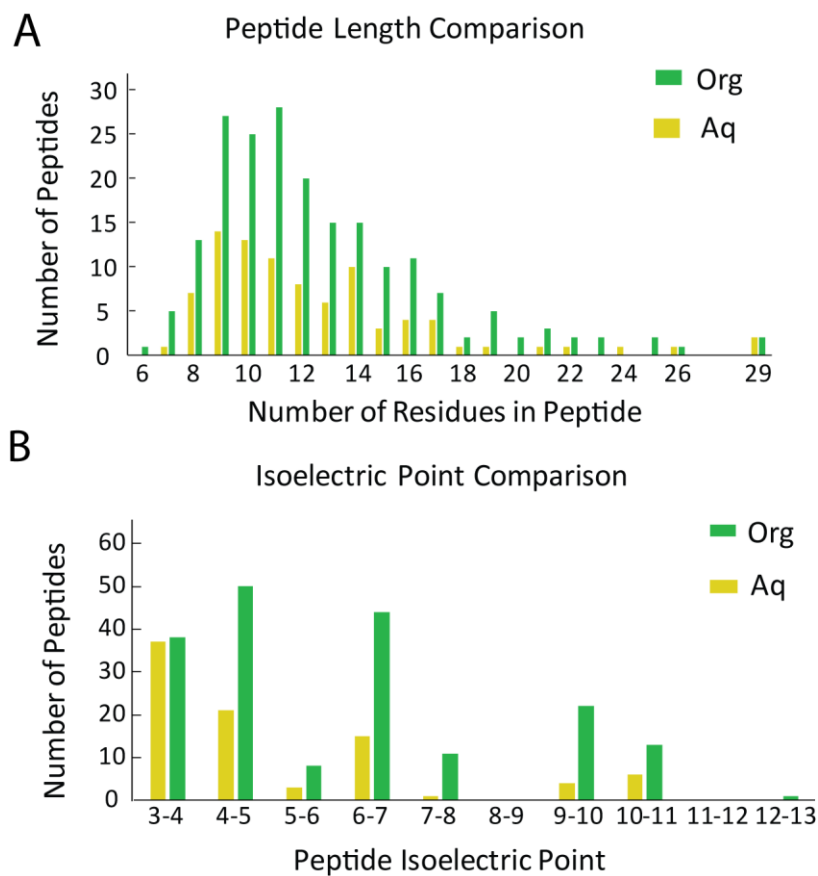 A
Peptide Length Comparison
Number of Peptides
30
25
20
15
10
5
0
Org
Aq
6 8 10 12 14 16 18 20 22 24 26 29
Number of Residues in Peptide
B
Isoelectric Point Comparison
Number of Peptides
60
50
40
30
20
10
0
Org
Aq
3-4 4-5 5-6 6-7 7-8 8-9 9-10 10-11 11-12 12-13
Peptide Isoelectric Point